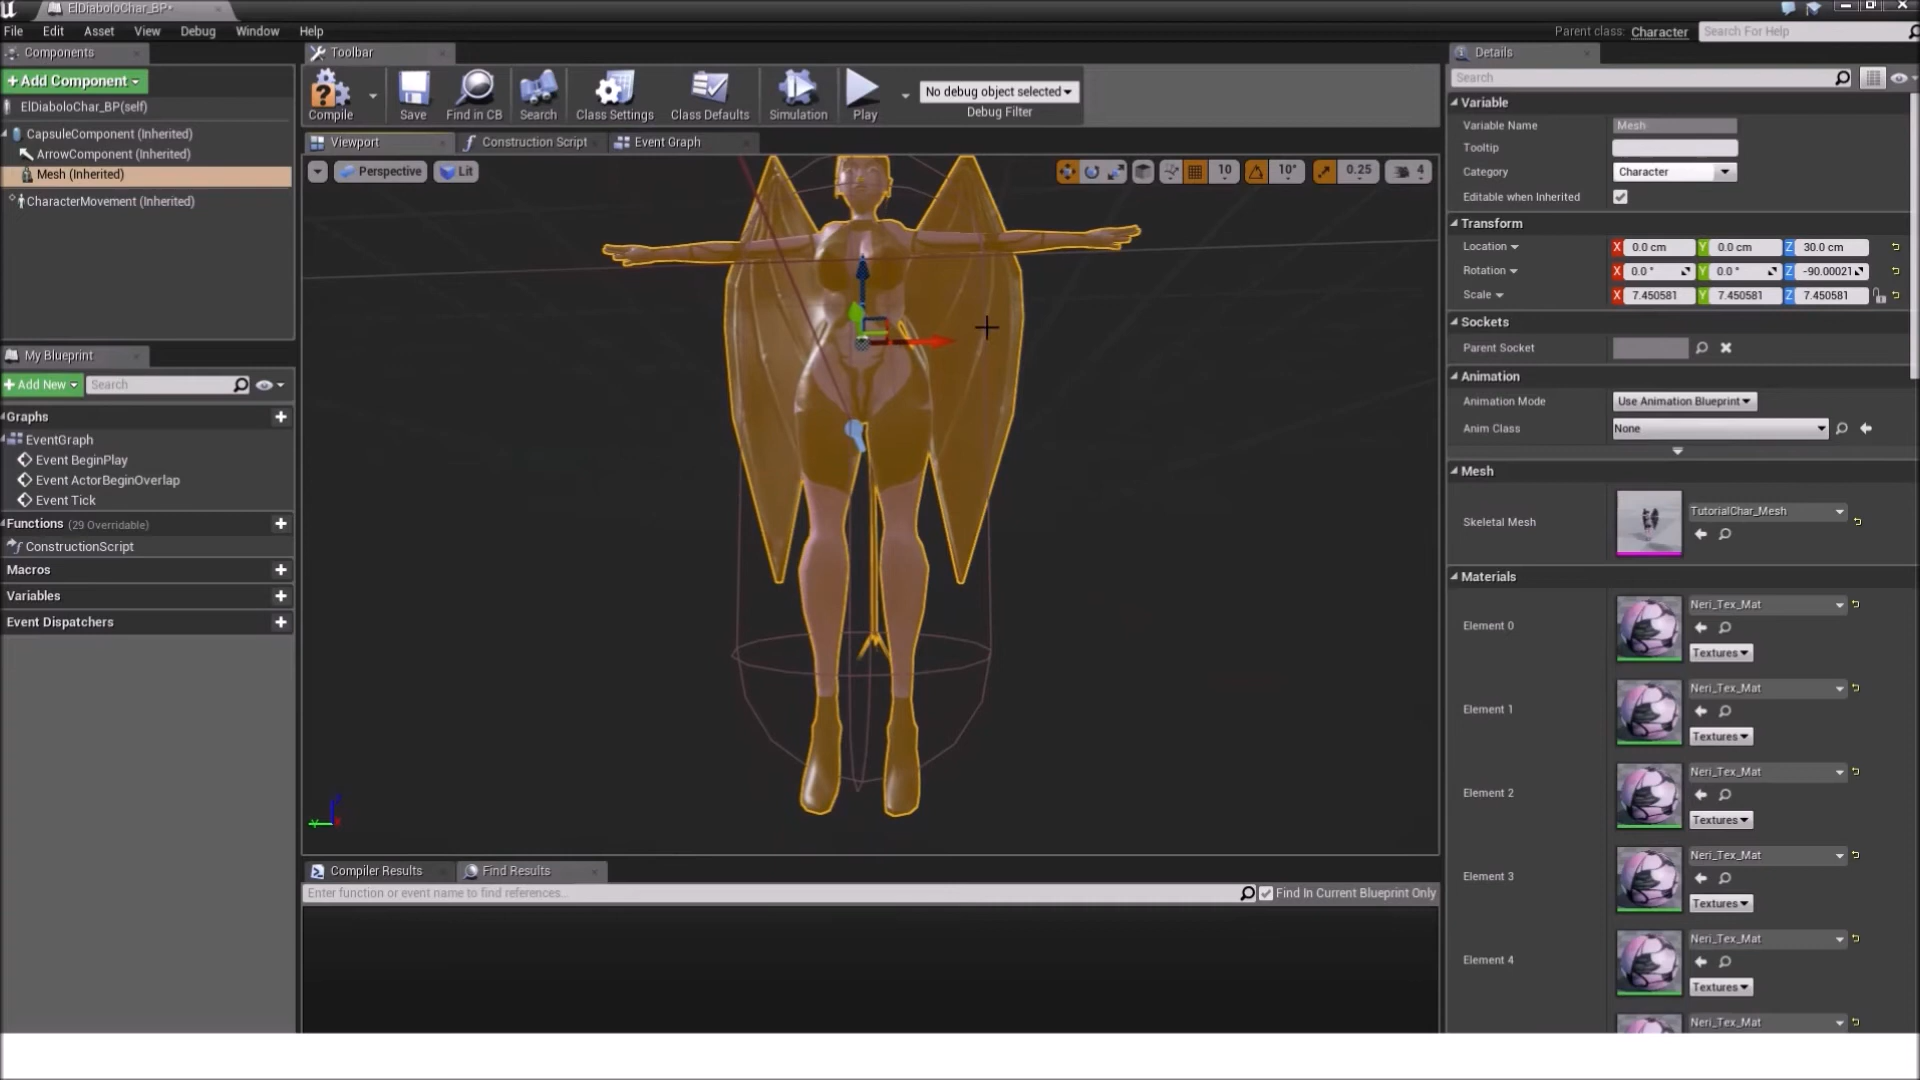 ElDiaboloChar_BP*
File Edit Asset View Debug Window Help
Parent class: Character Search For Help
Components
+Add Component
ElDiaboloChar_BP(self)
CapsuleComponent (Inherited)
ArrowComponent (Inherited)
Mesh (Inherited)
CharacterMovement (Inherited)
My Blueprint
+Add New Search
Graphs
EventGraph
Event BeginPlay
Event ActorBeginOverlap
Event Tick
Functions (29 Overridable)
ConstructionScript
Macros
Variables
Event Dispatchers
Toolbar
Compile Save Find in CB Search Class Settings Class Defaults Simulation Play
No debug object selected
Debug Filter
Viewport Construction Script Event Graph
Perspective Lit 10 10° 0.25 4
Compiler Results Find Results
Enter function or event name to find references...
Find In Current Blueprint Only
Details
Search
Variable
Variable Name Mesh
Tooltip
Category Character
Editable when Inherited
Transform
Location X 0.0 cm Y 0.0 cm Z 30.0 cm
Rotation X 0.0 ° Y 0.0 ° Z -90.00021
Scale X 7.450581 Y 7.450581 Z 7.450581
Sockets
Parent Socket
Animation
Animation Mode Use Animation Blueprint
Anim Class None
Mesh
Skeletal Mesh TutorialChar_Mesh
Materials
Element 0 Neri_Tex_Mat
Textures
Element 1 Neri_Tex_Mat
Textures
Element 2 Neri_Tex_Mat
Textures
Element 3 Neri_Tex_Mat
Textures
Element 4 Neri_Tex_Mat
Textures
Neri_Tex_Mat